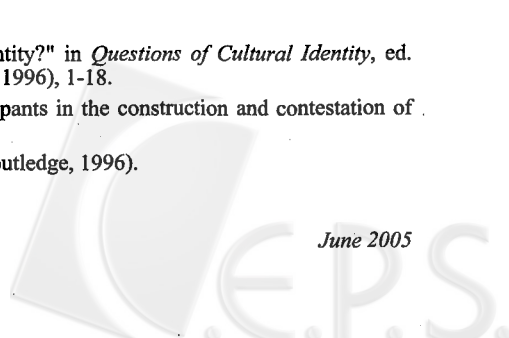 ntity?" in Questions of Cultural Identity, ed.
1996), 1-18.
pants in the construction and contestation of
utledge, 1996).
June 2005
C.E.P.S.